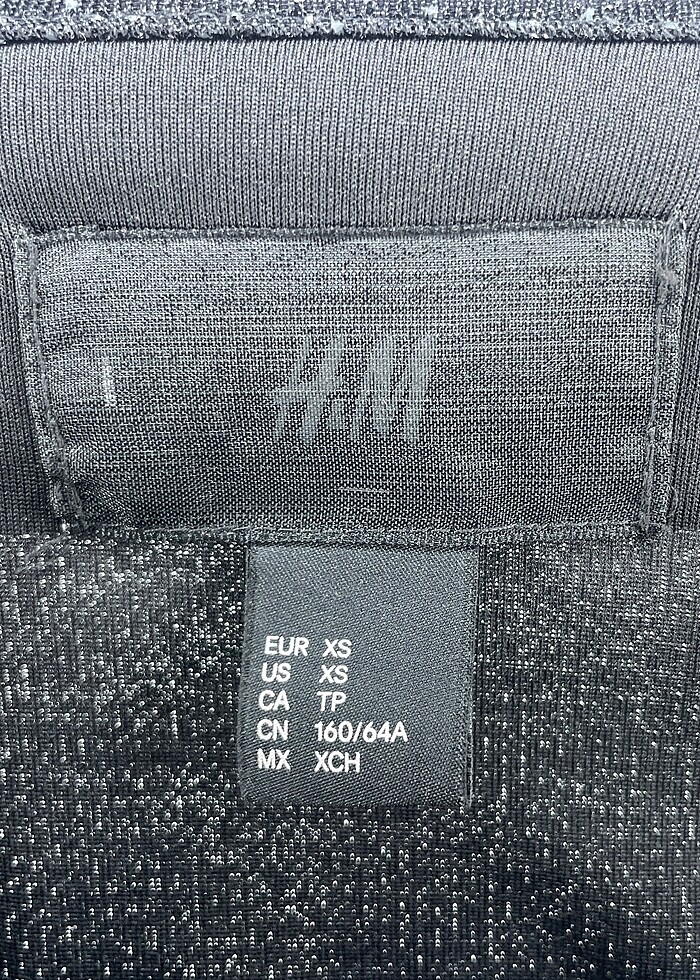 H&M
EUR XS
US XS
CA TP
CN 160/64A
MX XCH